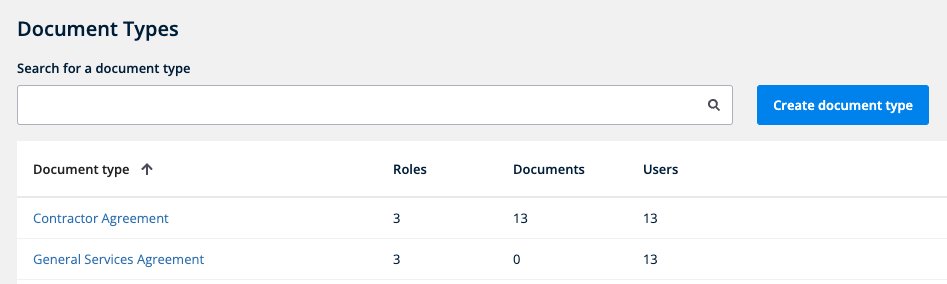 Document Types
Search for a document type
Create document type
Document type Roles Documents Users
Contractor Agreement 3 13 13
General Services Agreement 3 0 13